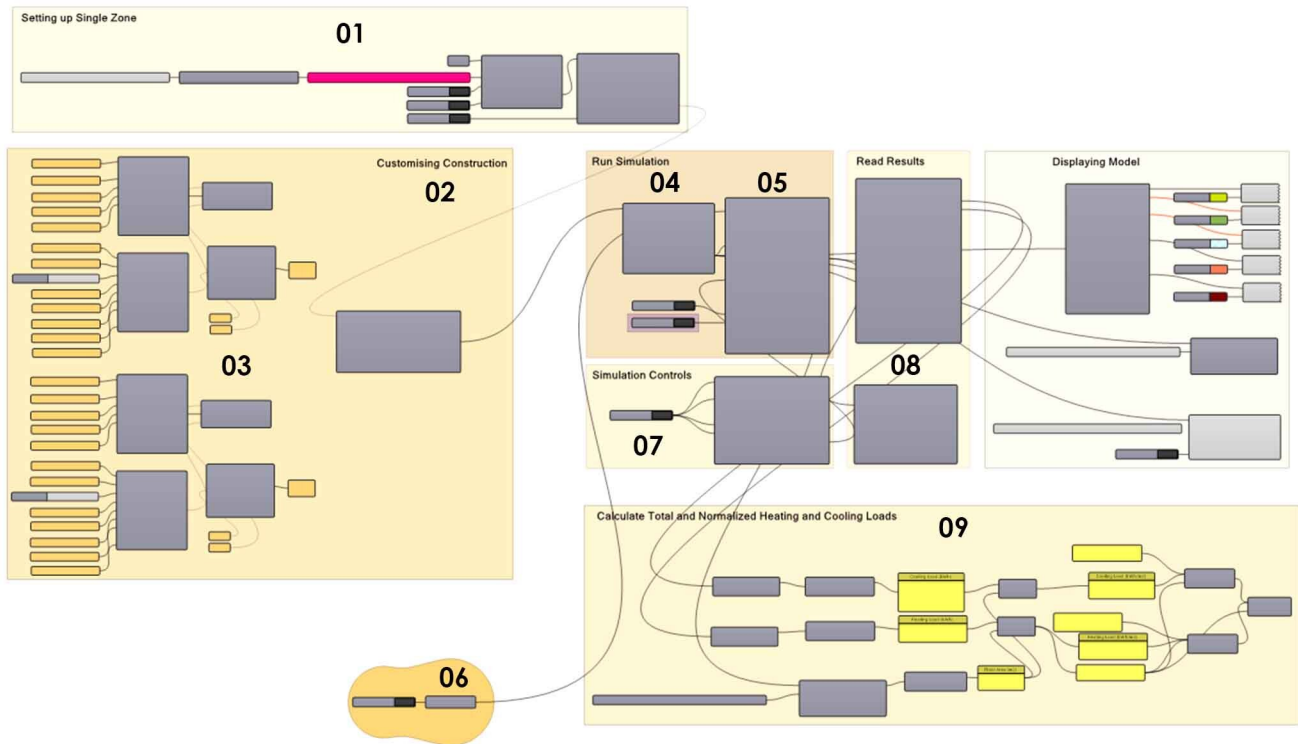 Setting up Single Zone
01
Customising Construction
02
03
Run Simulation
04
05
Read Results
Displaying Model
Simulation Controls
07
08
06
Calculate Total and Normalized Heating and Cooling Loads
09